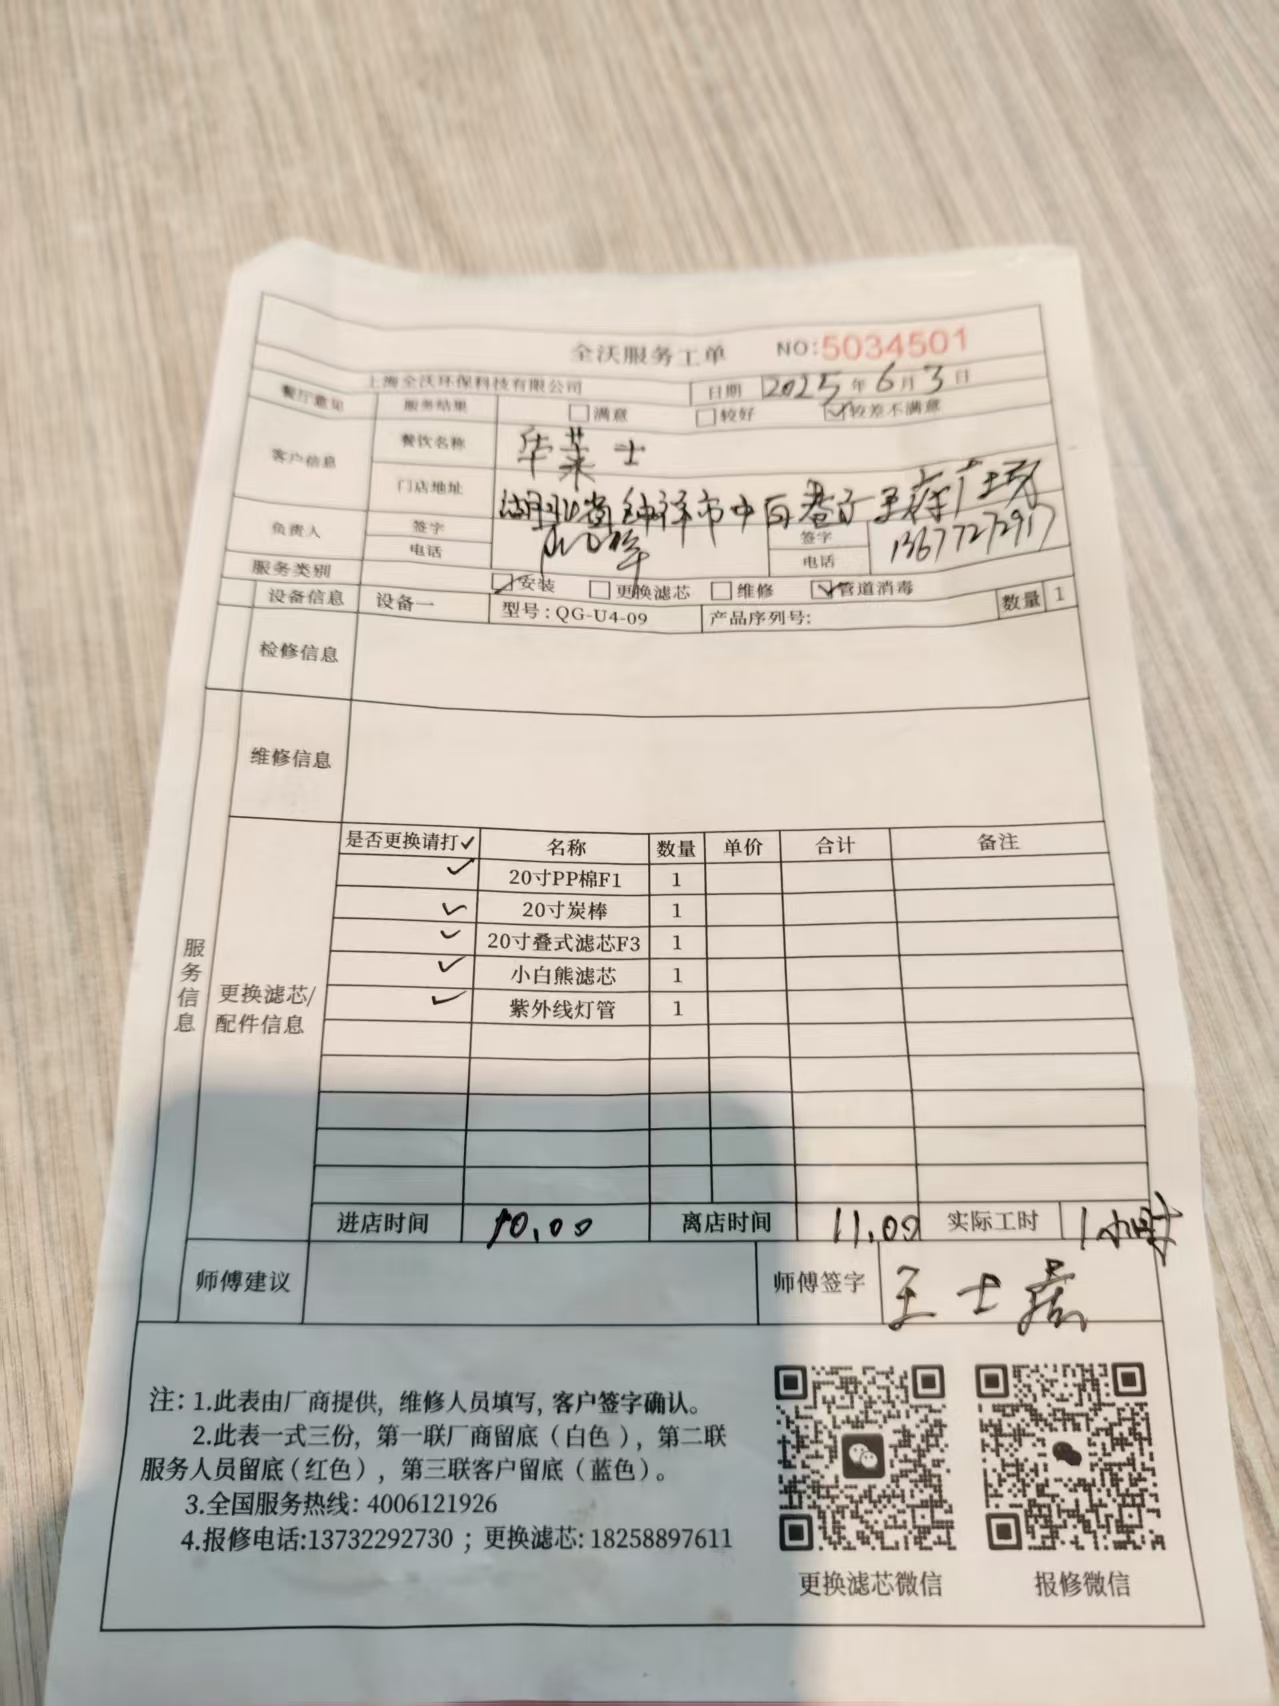 全沃服务工单 NO:5034501
上海全沃环保科技有限公司 日期 2025年6月3日
餐厅意见 服务结果 满意 较好 较差不满意
客户信息 餐饮名称 华莱士
门店地址 湖北省钟祥市中百
负责人 签字 签字
电话 电话 13677272917
服务类别 安装 更换滤芯 维修 管道消毒
设备信息 设备一 型号:QG-U4-09 产品序列号: 数量 1
检修信息
维修信息
服务信息
更换滤芯/
配件信息
是否更换请打✓ 名称 数量 单价 合计 备注
✓ 20寸PP棉F1 1
✓ 20寸炭棒 1
✓ 20寸叠式滤芯F3 1
✓ 小白熊滤芯 1
✓ 紫外线灯管 1
进店时间 10.00 离店时间 11.00 实际工时 1小时
师傅建议 师傅签字 王士
注: 1.此表由厂商提供, 维修人员填写, 客户签字确认。
2.此表一式三份, 第一联厂商留底(白色), 第二联
服务人员留底(红色), 第三联客户留底(蓝色)。
3.全国服务热线: 4006121926
4.报修电话:13732292730 ; 更换滤芯: 18258897611
更换滤芯微信 报修微信